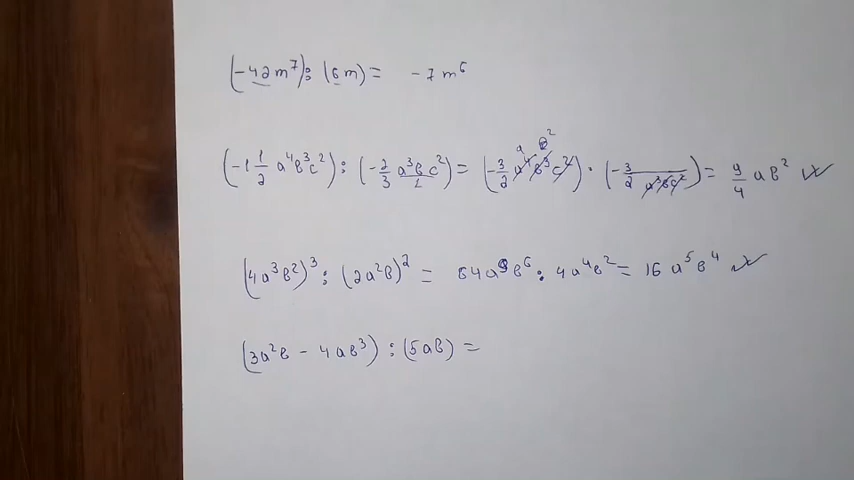 (-42m⁷):(6m) = -7m⁶
(-1 1/2 a⁴b³c²):(-2/3 a³bc²) = (-3/2 a⁴b³c²)·(-3/2 a³bc²) = 9/4 ab²
(4a³b²)³:(2a²b)² = 64a⁹b⁶:4a⁴b² = 16a⁵b⁴
(3a²b - 4ab³):(5ab) =